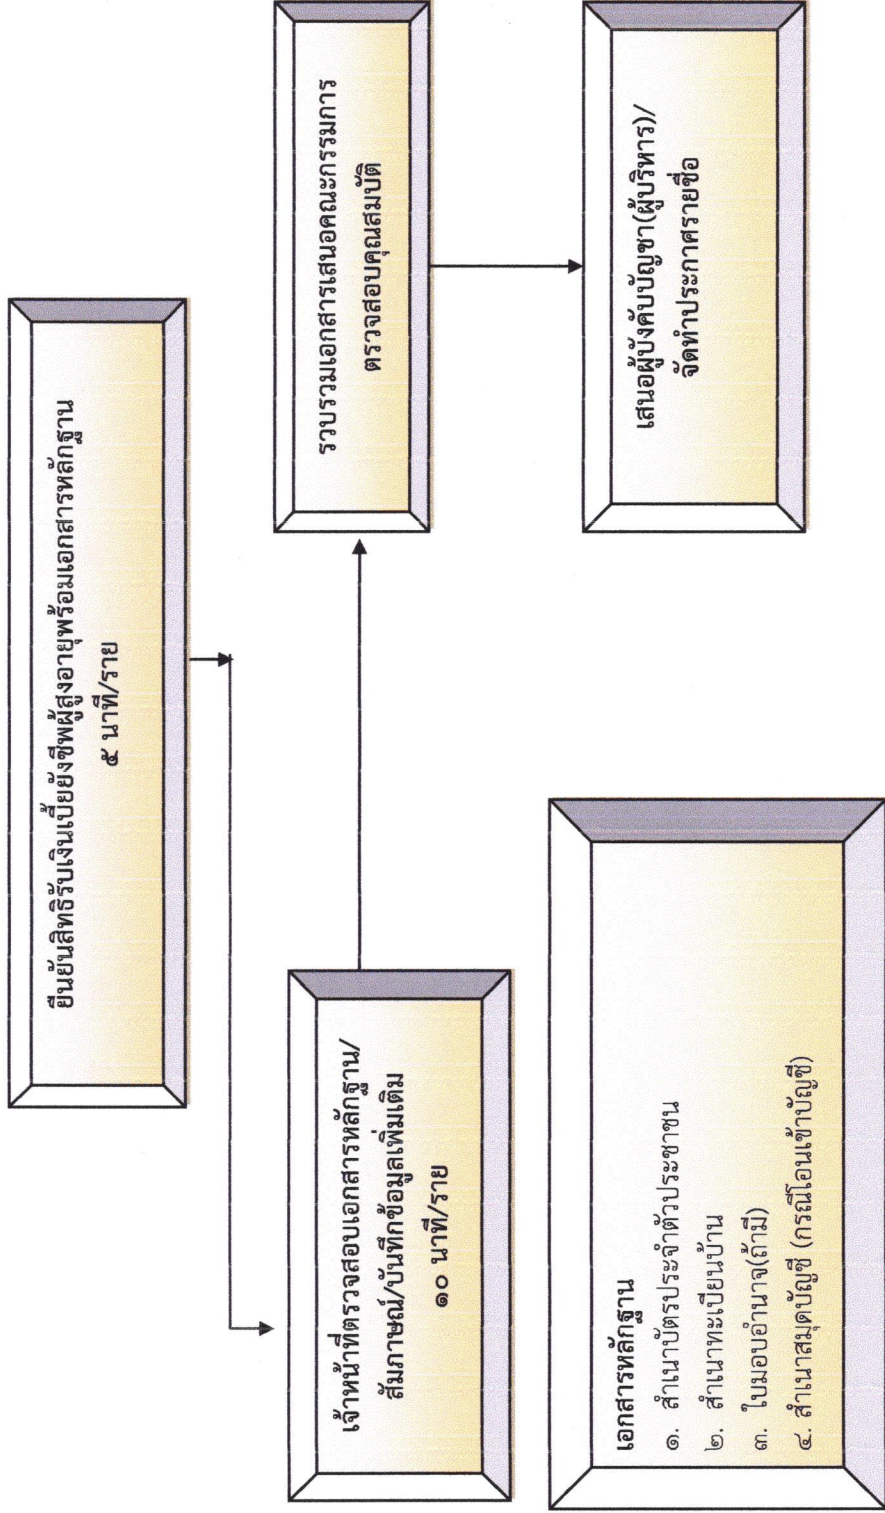 ยืนยันสิทธิรับเงินเบี้ยยังชีพผู้สูงอายุพร้อมเอกสารหลักฐาน
๕ นาที/ราย
เจ้าหน้าที่ตรวจสอบเอกสารหลักฐาน/
สัมภาษณ์/บันทึกข้อมูลเพิ่มเติม
๑๐ นาที/ราย
รวบรวมเอกสารเสนอคณะกรรมการ
ตรวจสอบคุณสมบัติ
เสนอผู้บังคับบัญชา(ผู้บริหาร)/
จัดทำประกาศรายชื่อ
เอกสารหลักฐาน
๑. สำเนาบัตรประจำตัวประชาชน
๒. สำเนาทะเบียนบ้าน
๓. ใบมอบอำนาจ(ถ้ามี)
๔. สำเนาสมุดบัญชี (กรณีโอนเข้าบัญชี)